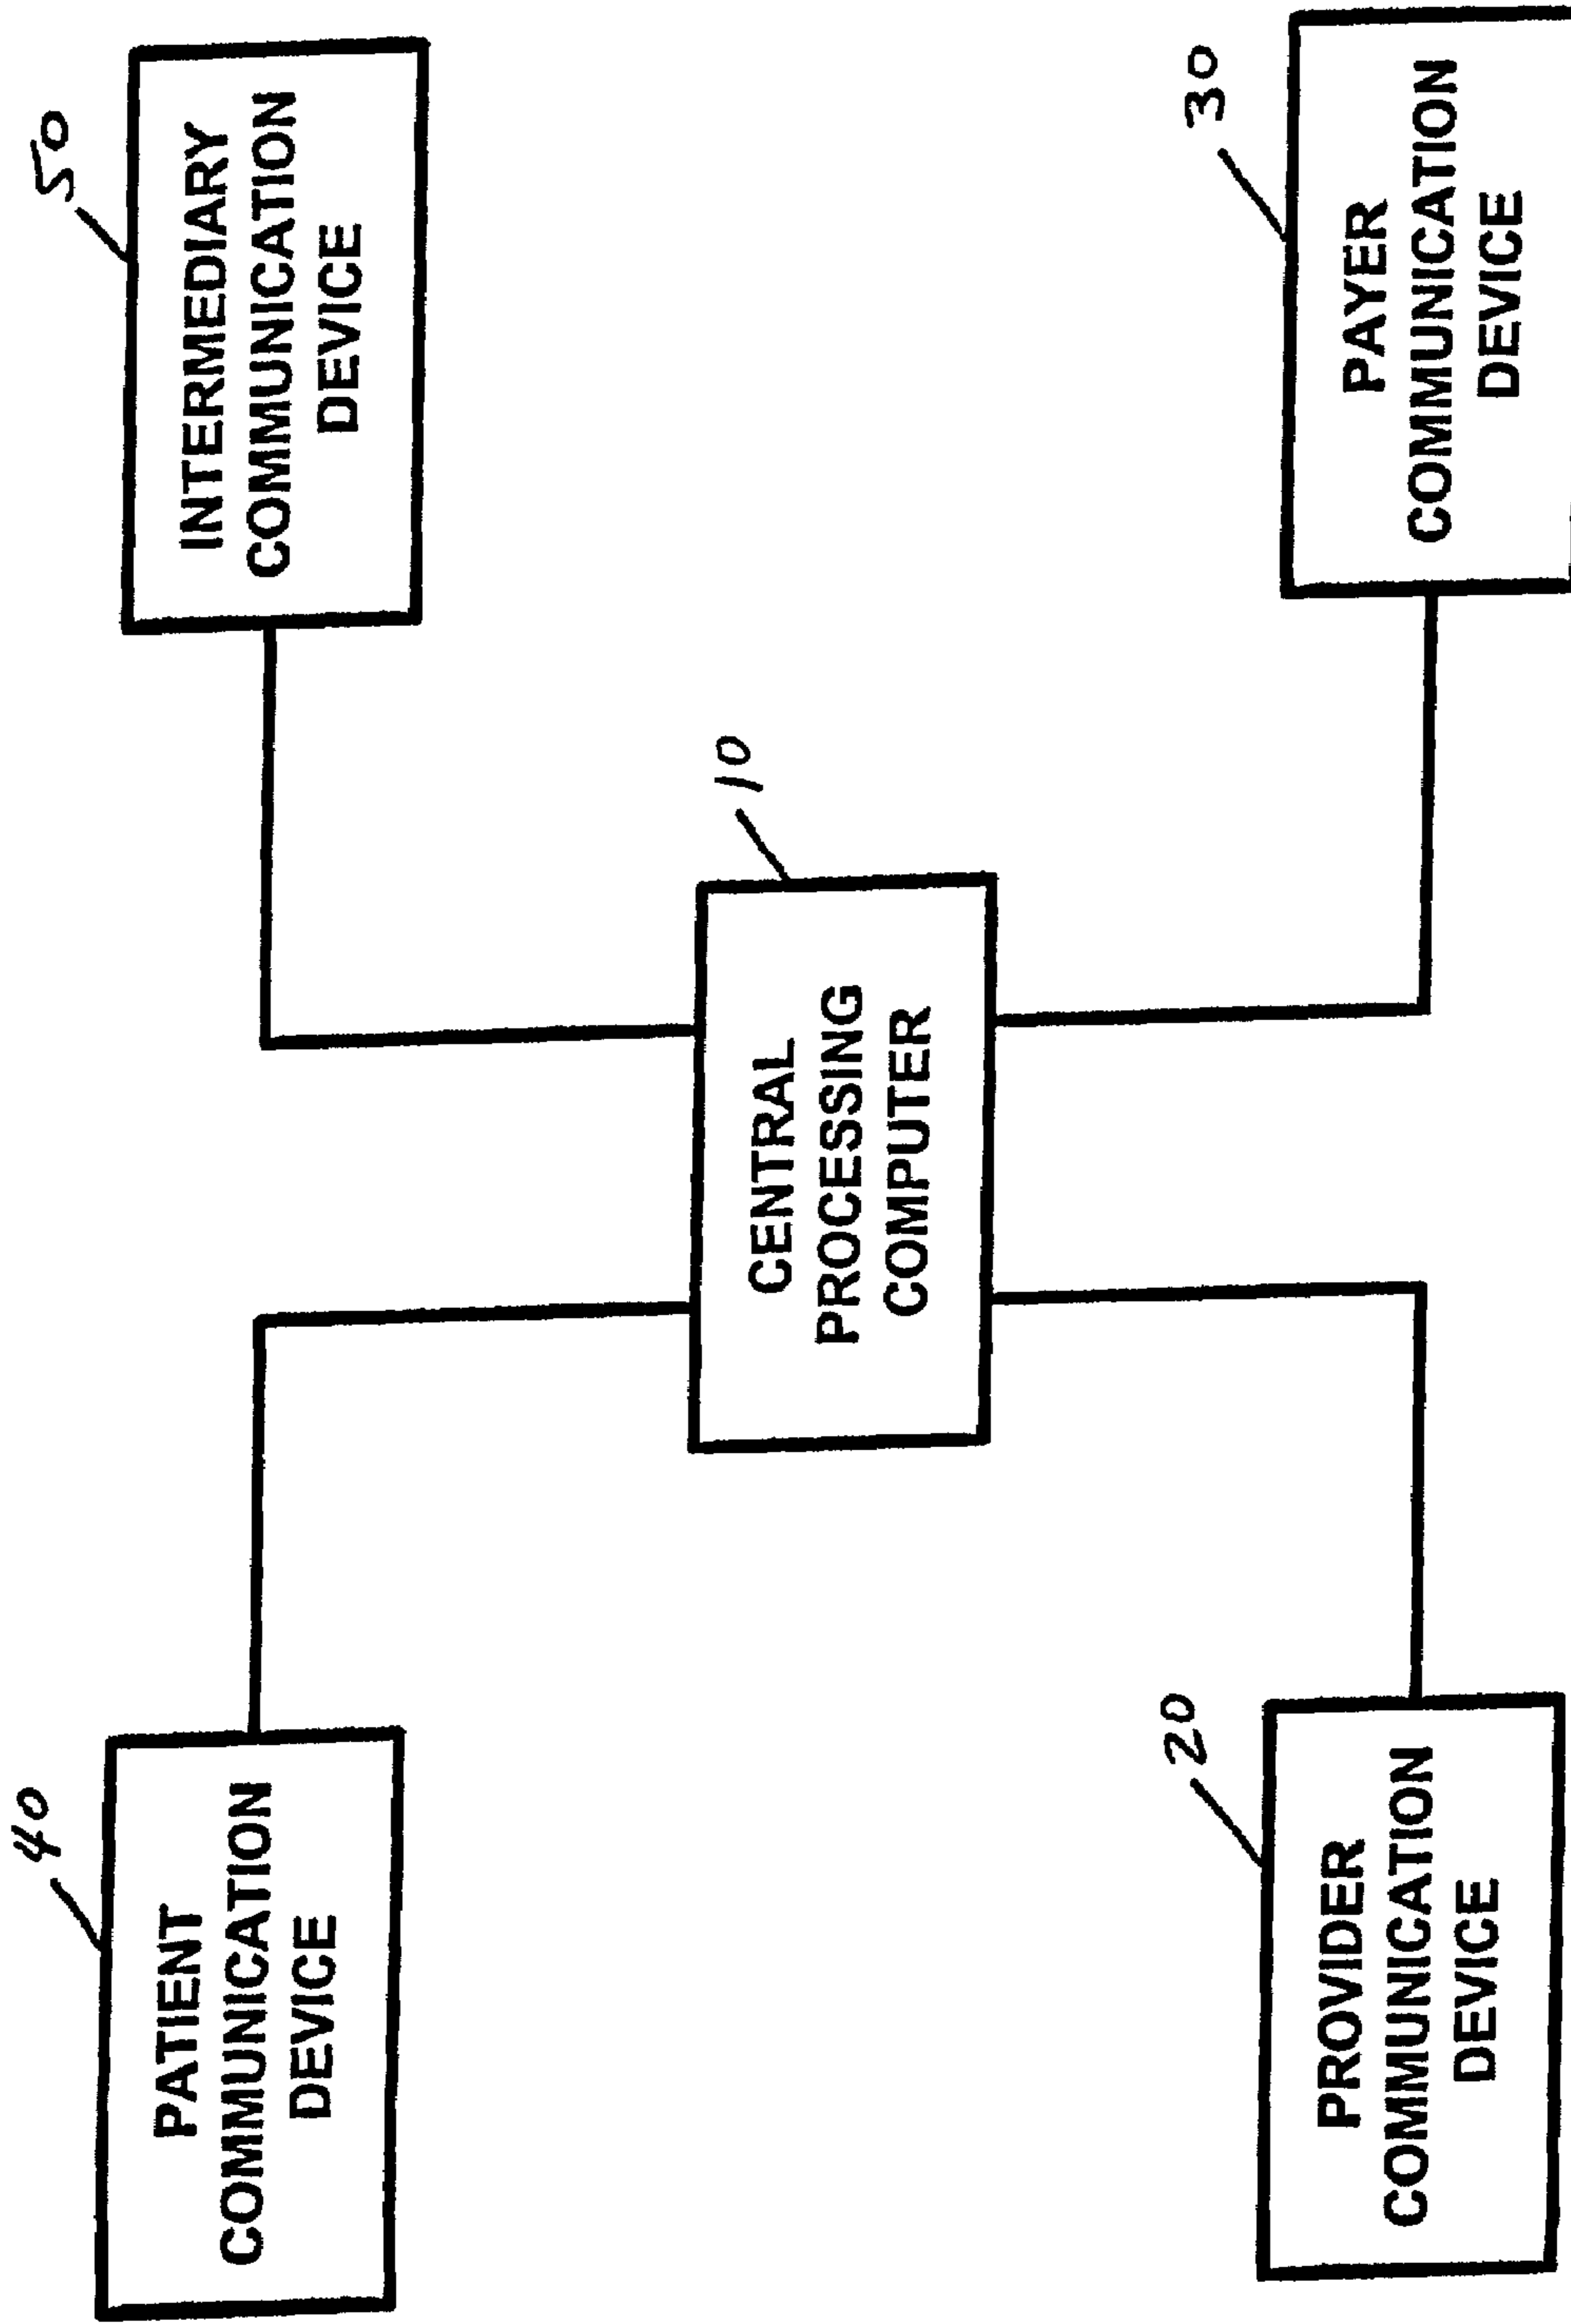 40
PATIENT
COMMUNICATION
DEVICE
50
INTERMEDIARY
COMMUNICATION
DEVICE
10
CENTRAL
PROCESSING
COMPUTER
20
PROVIDER
COMMUNICATION
DEVICE
30
PAYER
COMMUNICATION
DEVICE